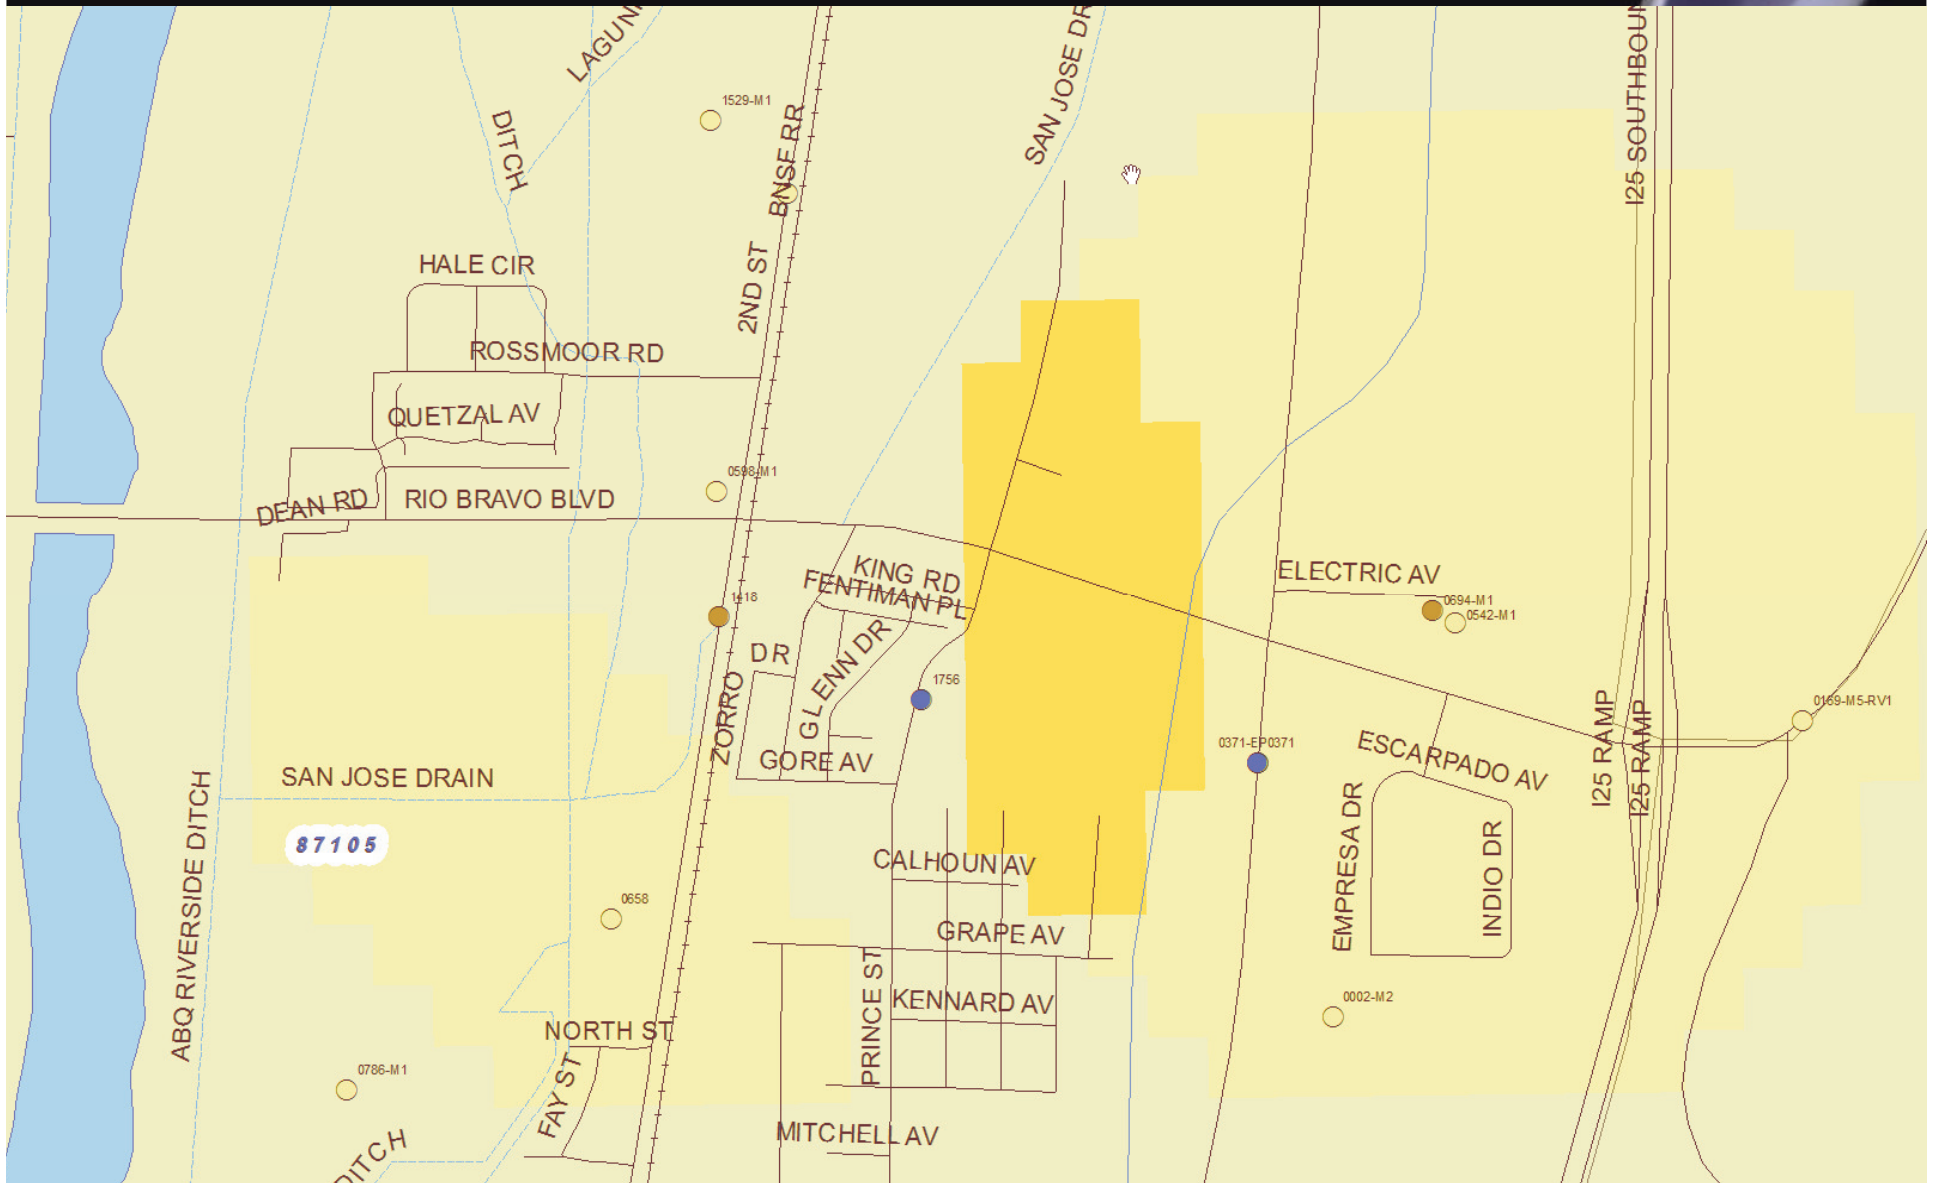 LAGUN
SAN JOSE DR
I25 SOUTHBOUN
1529-M1
DITCH
BNSF RR
HALE CIR
2ND ST
ROSSMOOR RD
QUETZAL AV
0598-M1
DEAN RD
RIO BRAVO BLVD
KING RD
FENTIMAN PL
ELECTRIC AV
1418
0694-M1
0542-M1
DR
GLENN DR
1756
ZORRO
0169-M5-RV1
I25 RAMP
I25 RAMP
0371-EP0371
ESCARPADO AV
GORE AV
SAN JOSE DRAIN
ABQ RIVERSIDE DITCH
87105
EMPRESA DR
INDIO DR
CALHOUN AV
0658
GRAPE AV
PRINCE ST
KENNARD AV
0002-M2
NORTH ST
0786-M1
FAY ST
MITCHELL AV
DITCH